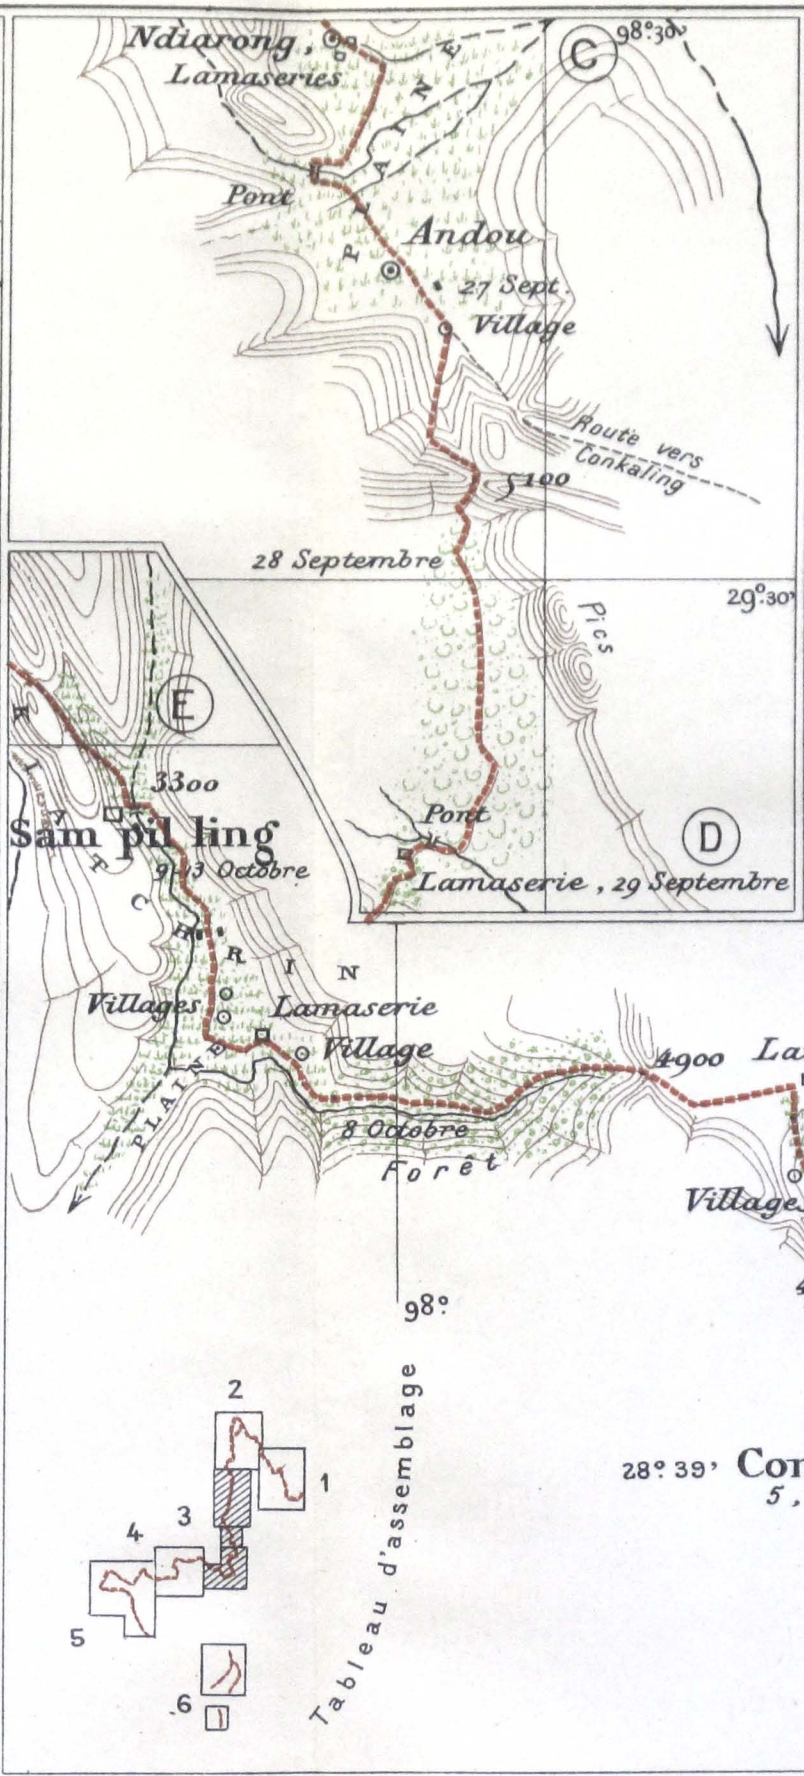 Ndiarong,
Lamaseries
PLAINE
C
98°30'
Pont
Andou
27 Sept.
Village
Route vers
Conkaling
5100
28 Septembre
29°30'
Pics
E
3300
Sam pil ling
9-13 Octobre
Pont
D
Lamaserie, 29 Septembre
Villages
Lamaserie
Village
PLAINE
4900
8 Octobre
Forêt
Villages
98°
2
1
3
4
5
6
Tableau d'assemblage
28°39'
5,